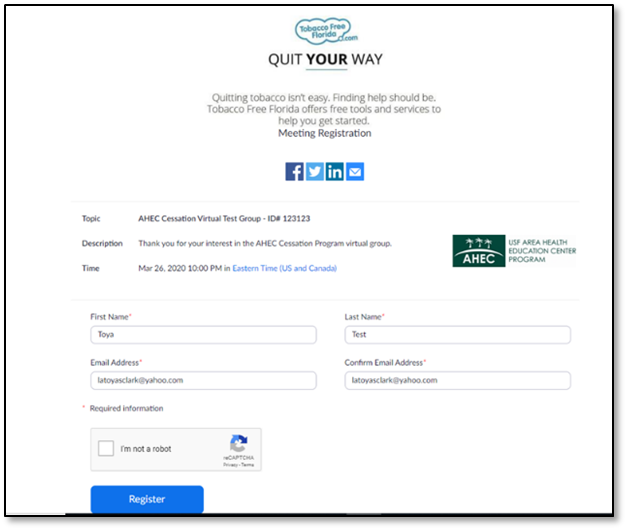 Tobacco Free
Florida
.com
QUIT YOUR WAY
Quitting tobacco isn't easy. Finding help should be.
Tobacco Free Florida offers free tools and services to
help you get started.
Meeting Registration
Topic AHEC Cessation Virtual Test Group - ID# 123123
Description Thank you for your interest in the AHEC Cessation Program virtual group.
Time Mar 26, 2020 10:00 PM in Eastern Time (US and Canada)
AHEC
USF AREA HEALTH
EDUCATION CENTER
PROGRAM
First Name* Last Name*
Toya Test
Email Address* Confirm Email Address*
latoyasclark@yahoo.com latoyasclark@yahoo.com
* Required information
I'm not a robot
reCAPTCHA
Privacy - Terms
Register